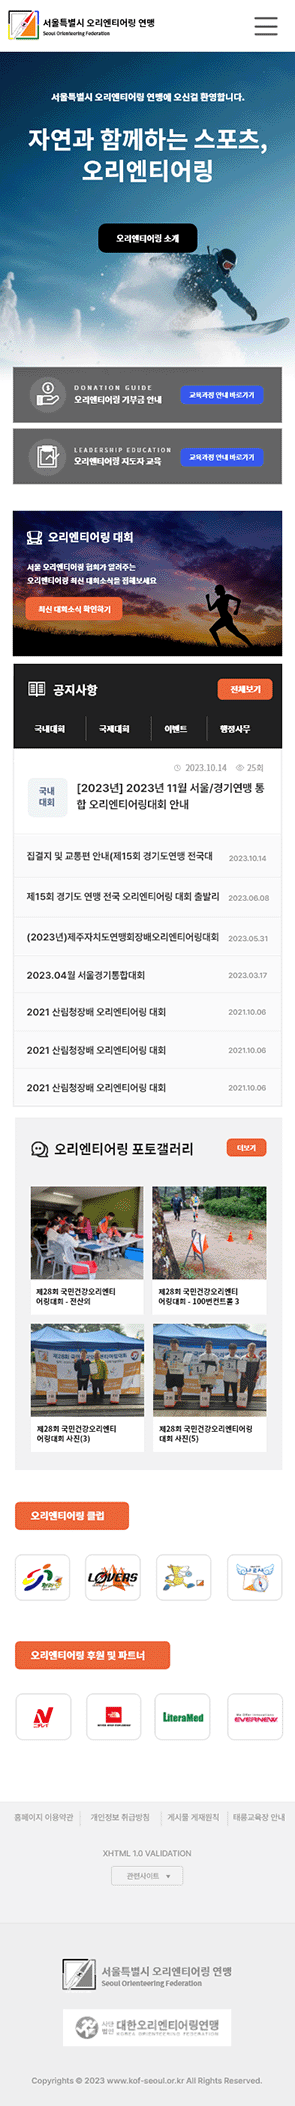 서울특별시 오리엔티어링 연맹
Seoul Orienteering Federation
서울특별시 오리엔티어링 연맹에 오신걸 환영합니다.
자연과 함께하는 스포츠,
오리엔티어링
오리엔티어링 소개
DONATION GUIDE
오리엔티어링 기부금 안내
교육과정 안내 바로가기
LEADERSHIP EDUCATION
오리엔티어링 지도자 교육
교육과정 안내 바로가기
오리엔티어링 대회
서울 오리엔티어링 협회가 알려주는
오리엔티어링 최신 대회소식을 접해보세요
최신 대회소식 확인하기
공지사항
전체보기
국내대회 국제대회 이벤트 행정사무
2023.10.14 25회
국내
대회
[2023년] 2023년 11월 서울/경기연맹 통
합 오리엔티어링대회 안내
집결지 및 교통편 안내(제15회 경기도연맹 전국대 2023.10.14
제15회 경기도 연맹 전국 오리엔티어링 대회 출발리 2023.06.08
(2023년)제주자치도연맹회장배오리엔티어링대회 2023.05.31
2023.04월 서울경기통합대회 2023.03.17
2021 산림청장배 오리엔티어링 대회 2021.10.06
2021 산림청장배 오리엔티어링 대회 2021.10.06
2021 산림청장배 오리엔티어링 대회 2021.10.06
오리엔티어링 포토갤러리
더보기
제28회 국민건강오리엔티
어링대회 - 전산외
제28회 국민건강오리엔티
어링대회 - 100번컨트롤 3
제28회 국민건강오리엔티
어링대회 사진(3)
제28회 국민건강오리엔티어링
대회 사진(5)
오리엔티어링 클럽
LOVERS
오리엔티어링 후원 및 파트너
LiteraMed
EVERNEW
홈페이지 이용약관 개인정보 취급방침 게시물 게재원칙 태릉교육장 안내
XHTML 1.0 VALIDATION
관련사이트
서울특별시 오리엔티어링 연맹
Seoul Orienteering Federation
사단
법인
대한오리엔티어링연맹
KOREA ORIENTEERING FEDERATION
Copyrights © 2023 www.kof-seoul.or.kr All Rights Reserved.